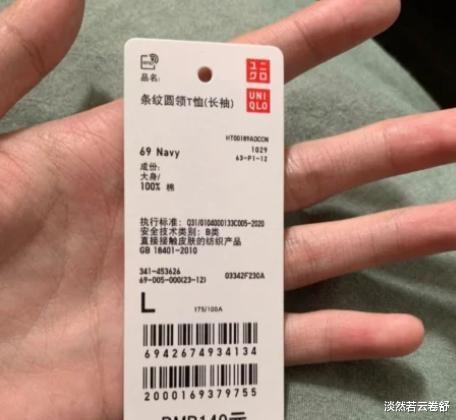 品名:
ユニ
クロ
UNI
QLO
条纹圆领T恤(长袖)
HT00189AOCCN
69 Navy
1029
63-P1-12
成份:
大身/
100% 棉
执行标准: Q31/0104000133C005-2020
安全技术类别: B类
直接接触皮肤的纺织产品
GB 18401-2010
341-453626
03342F230A
69-005-000(23-12)
L
175/100A
6942674934134
2000169379755
淡然若云卷舒